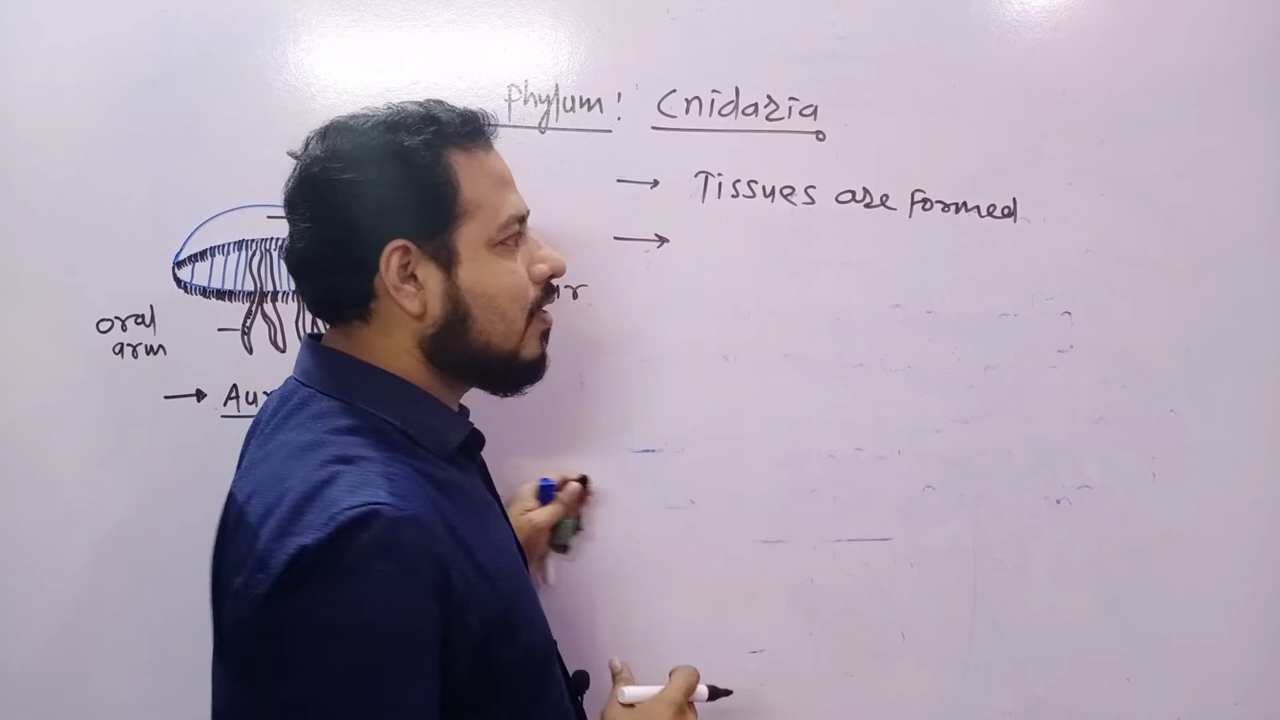 Phylum: Cnidaria
→ Tissues are formed
→
oral
arm
→ Au